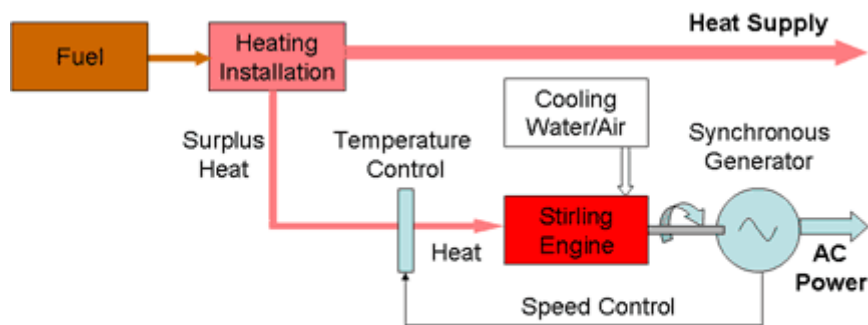 Heat Supply
Fuel
Heating
Installation
Cooling
Water/Air
Surplus
Heat
Temperature
Control
Synchronous
Generator
Stirling
Engine
Heat
AC
Power
Speed Control